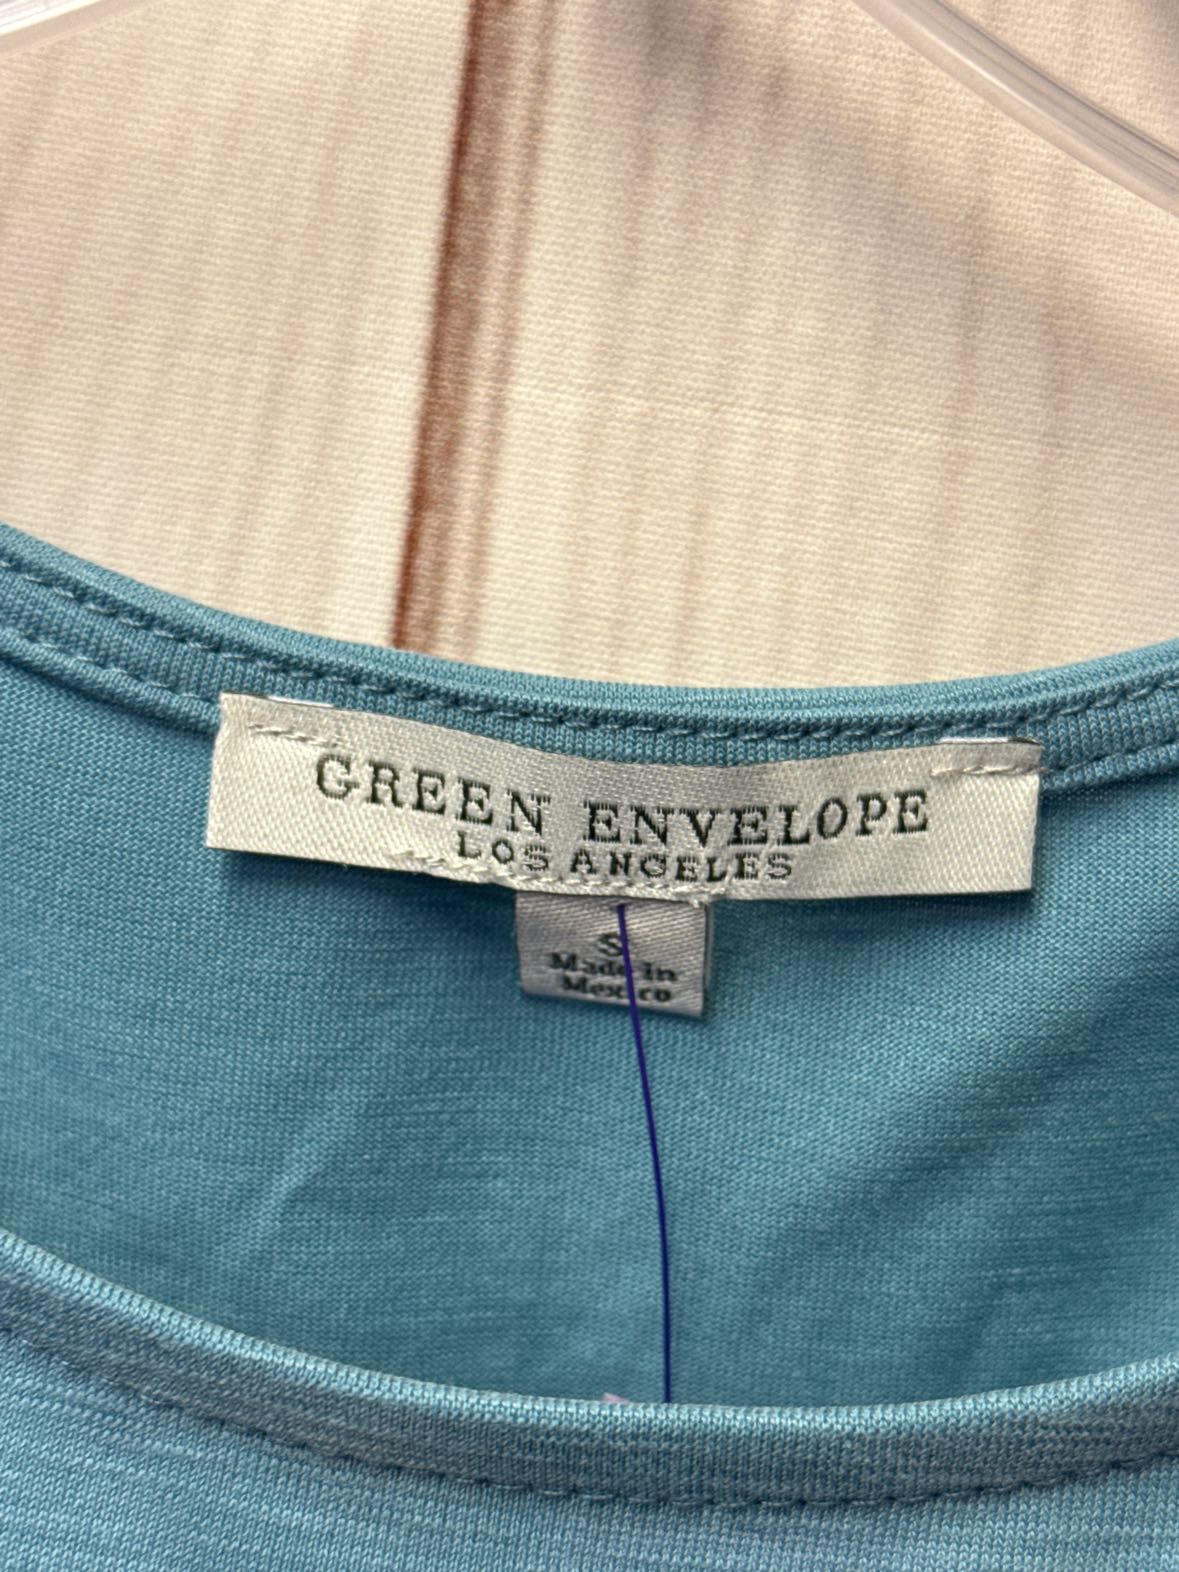 GREEN ENVELOPE
LOS ANGELES
S
Made in
Mexico